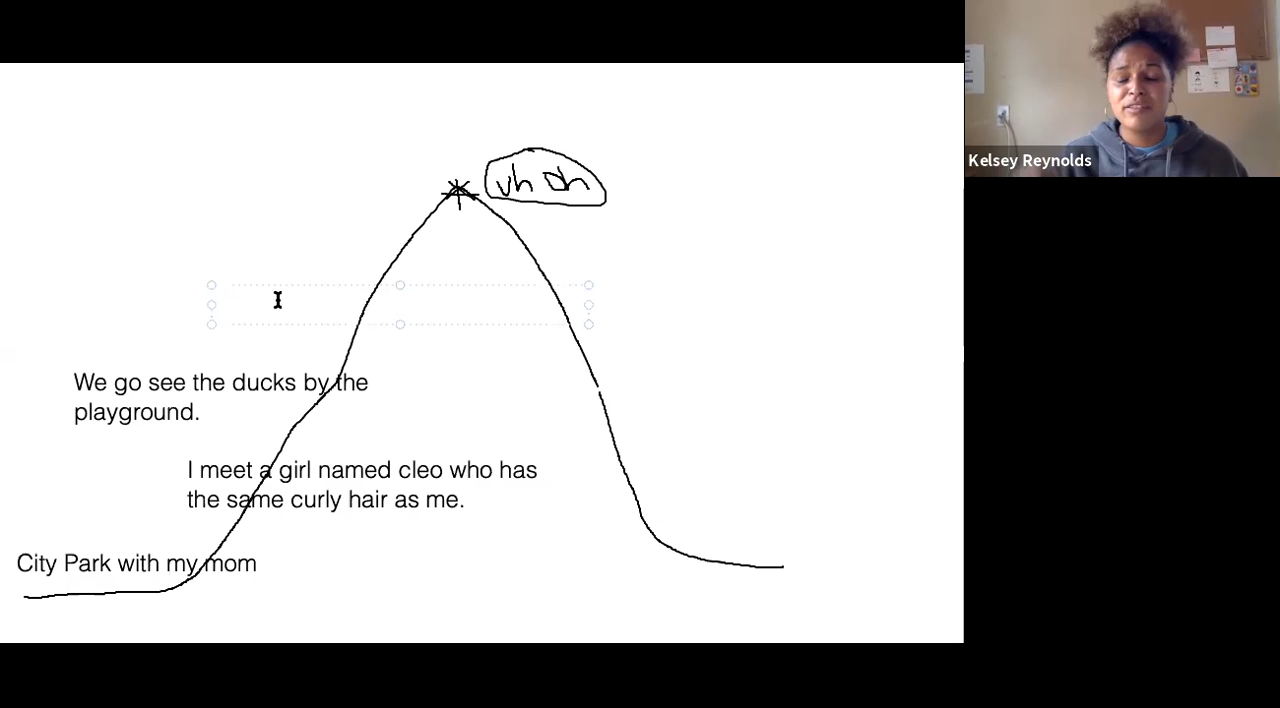 Kelsey Reynolds
uh oh
We go see the ducks by the
playground.
I meet a girl named cleo who has
the same curly hair as me.
City Park with my mom